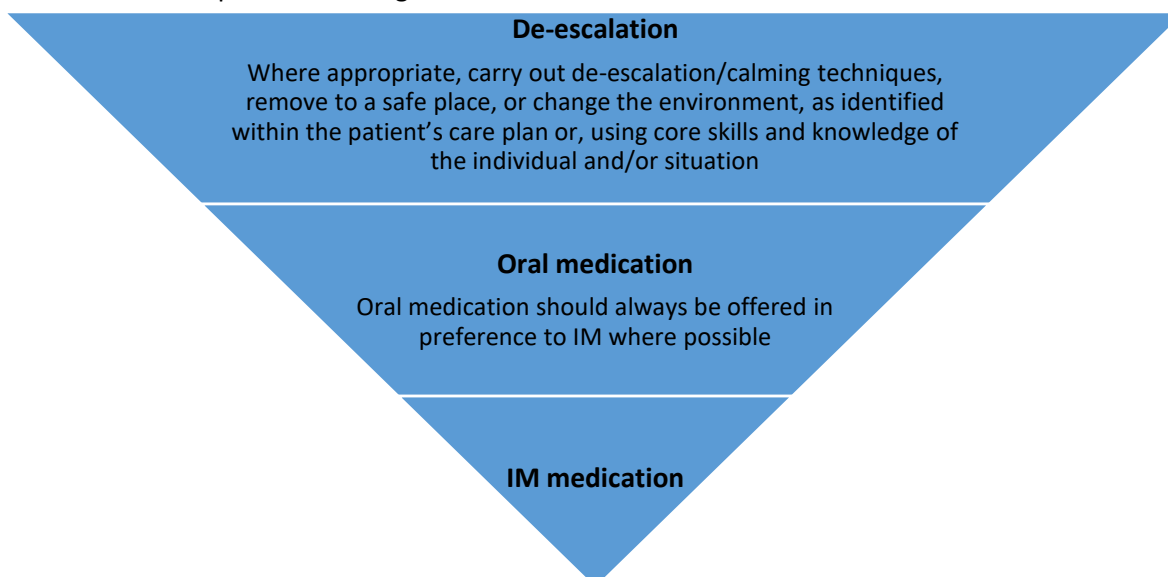 De-escalation
Where appropriate, carry out de-escalation/calming techniques,
remove to a safe place, or change the environment, as identified
within the patient’s care plan or, using core skills and knowledge of
the individual and/or situation
Oral medication
Oral medication should always be offered in
preference to IM where possible
IM medication